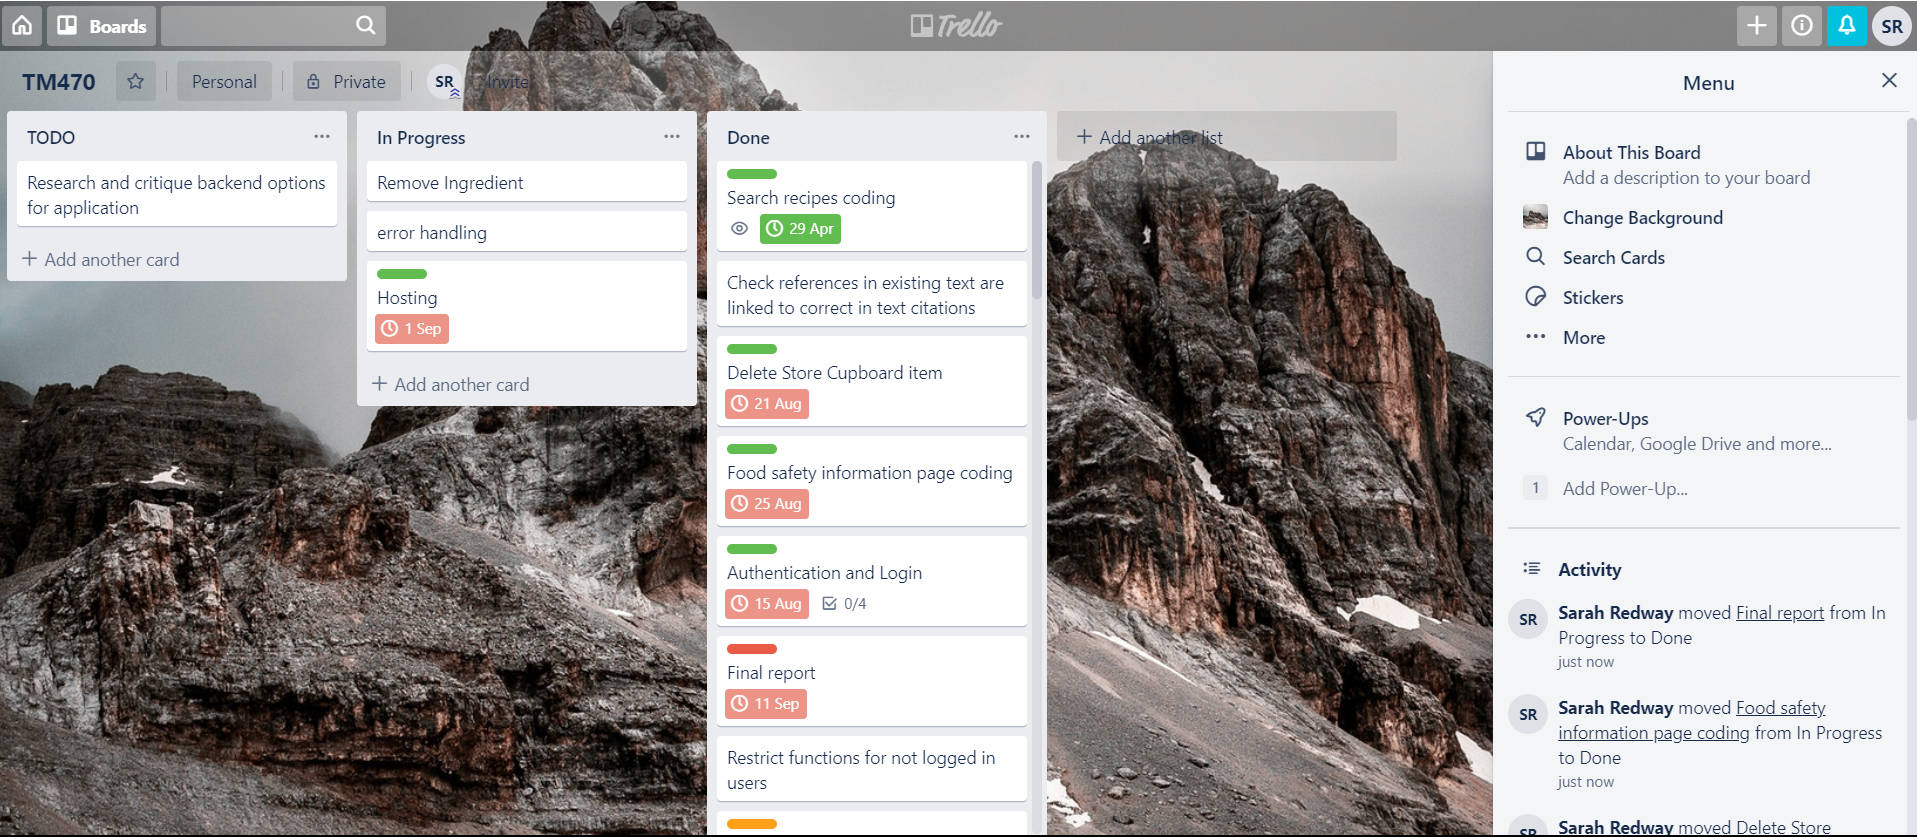 Boards
Trello
SR
TM470
Personal
Private
SR
Invite
TODO
Research and critique backend options
for application
Add another card
In Progress
Remove Ingredient
error handling
Hosting
1 Sep
Add another card
Done
Search recipes coding
29 Apr
Check references in existing text are
linked to correct in text citations
Delete Store Cupboard item
21 Aug
Food safety information page coding
25 Aug
Authentication and Login
15 Aug 0/4
Final report
11 Sep
Restrict functions for not logged in
users
Add another list
Menu
About This Board
Add a description to your board
Change Background
Search Cards
Stickers
More
Power-Ups
Calendar, Google Drive and more...
1 Add Power-Up...
Activity
SR
Sarah Redway moved Final report from In
Progress to Done
just now
SR
Sarah Redway moved Food safety
information page coding from In Progress
to Done
just now
SR
Sarah Redway moved Delete Store